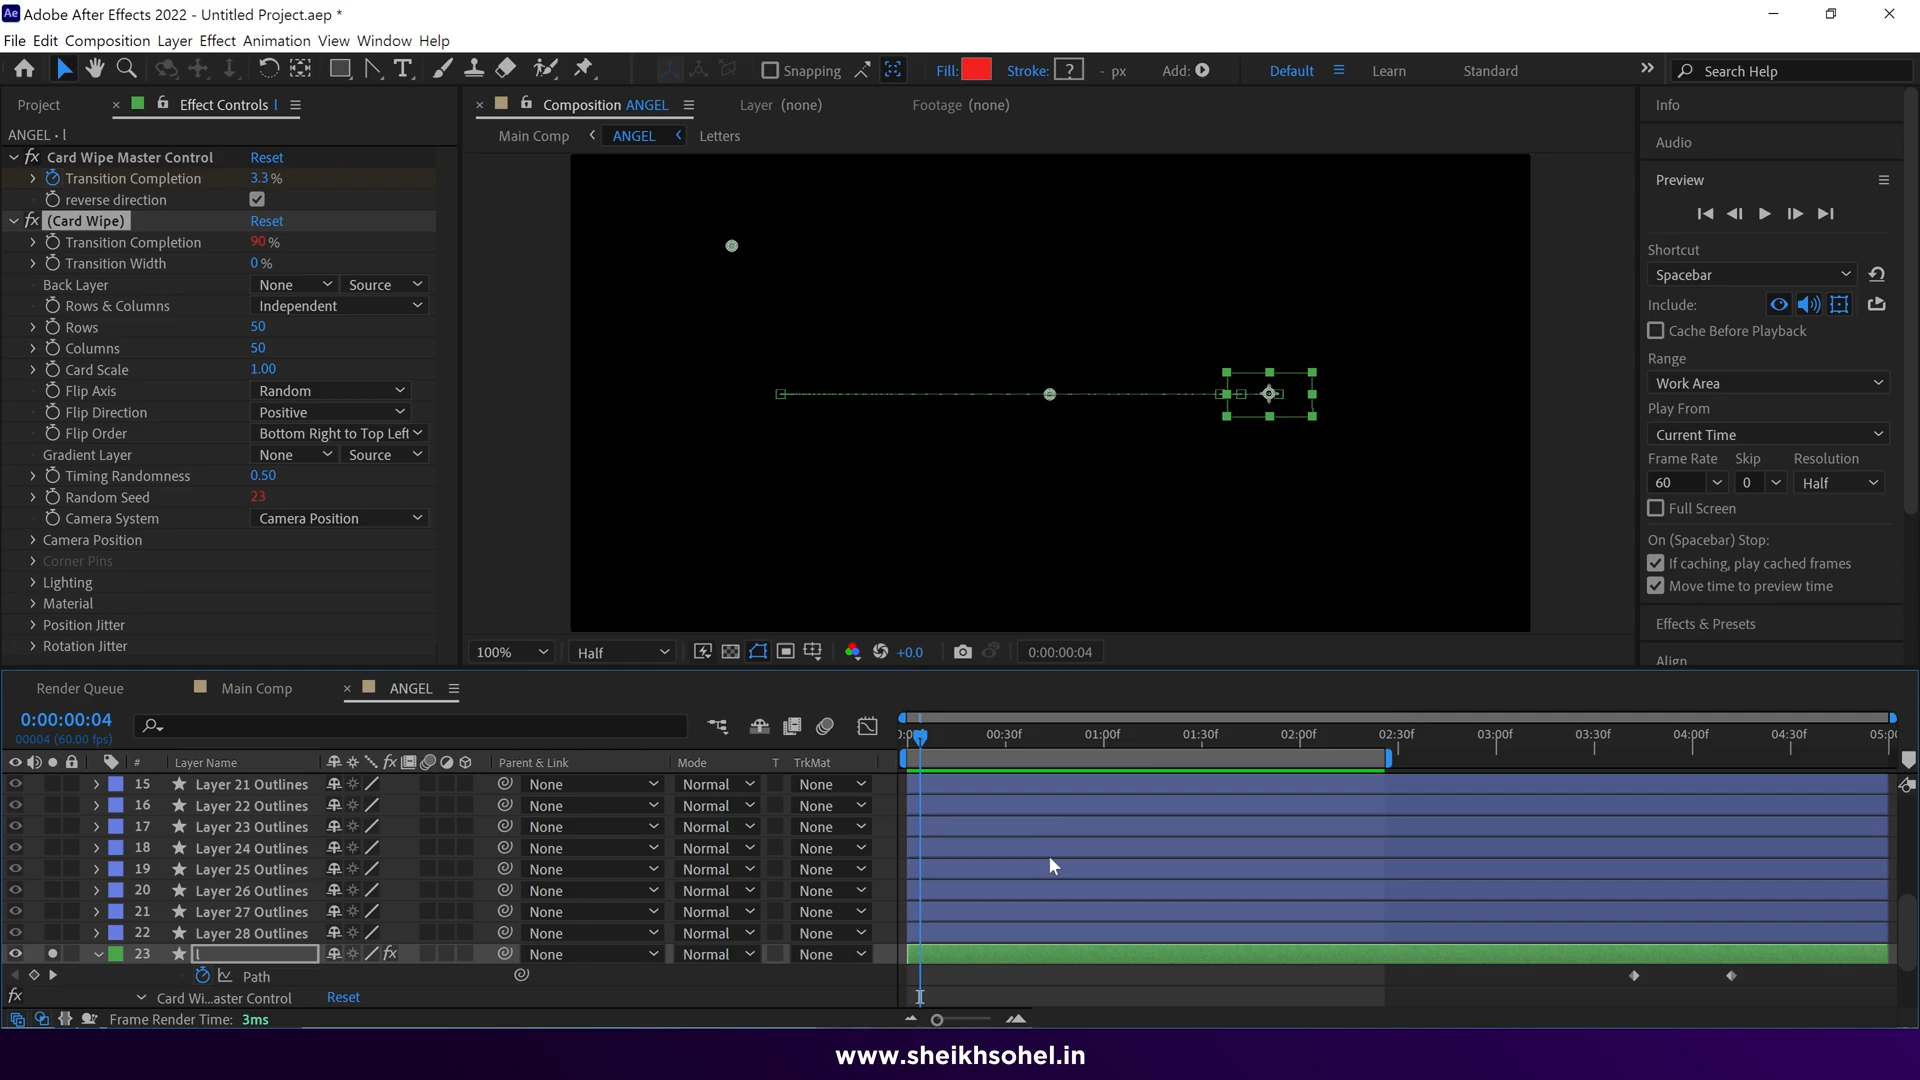 Adobe After Effects 2022 - Untitled Project.aep *
File Edit Composition Layer Effect Animation View Window Help
Snapping Fill: Stroke: ? - px Add: Default Learn Standard Search Help
Project Effect Controls l
ANGEL • l
fx Card Wipe Master Control Reset
Transition Completion 3.3 %
reverse direction
fx (Card Wipe) Reset
Transition Completion 90 %
Transition Width 0 %
Back Layer None Source
Rows & Columns Independent
Rows 50
Columns 50
Card Scale 1.00
Flip Axis Random
Flip Direction Positive
Flip Order Bottom Right to Top Left
Gradient Layer None Source
Timing Randomness 0.50
Random Seed 23
Camera System Camera Position
Camera Position
Corner Pins
Lighting
Material
Position Jitter
Rotation Jitter
Composition ANGEL Layer (none) Footage (none)
Main Comp ANGEL Letters
100% Half +0.0 0:00:00:04
Info
Audio
Preview
Shortcut
Spacebar
Include:
Cache Before Playback
Range
Work Area
Play From
Current Time
Frame Rate Skip Resolution
60 0 Half
Full Screen
On (Spacebar) Stop:
If caching, play cached frames
Move time to preview time
Effects & Presets
Align
Render Queue Main Comp ANGEL
0:00:00:04
00004 (60.00 fps)
00:30f 01:00f 01:30f 02:00f 02:30f 03:00f 03:30f 04:00f 04:30f
# Layer Name fx Parent & Link Mode T TrkMat
15 Layer 21 Outlines None Normal None
16 Layer 22 Outlines None Normal None
17 Layer 23 Outlines None Normal None
18 Layer 24 Outlines None Normal None
19 Layer 25 Outlines None Normal None
20 Layer 26 Outlines None Normal None
21 Layer 27 Outlines None Normal None
22 Layer 28 Outlines None Normal None
23 l fx None Normal None
Path
fx Card Wi...aster Control Reset
Frame Render Time: 3ms
www.sheikhsohel.in